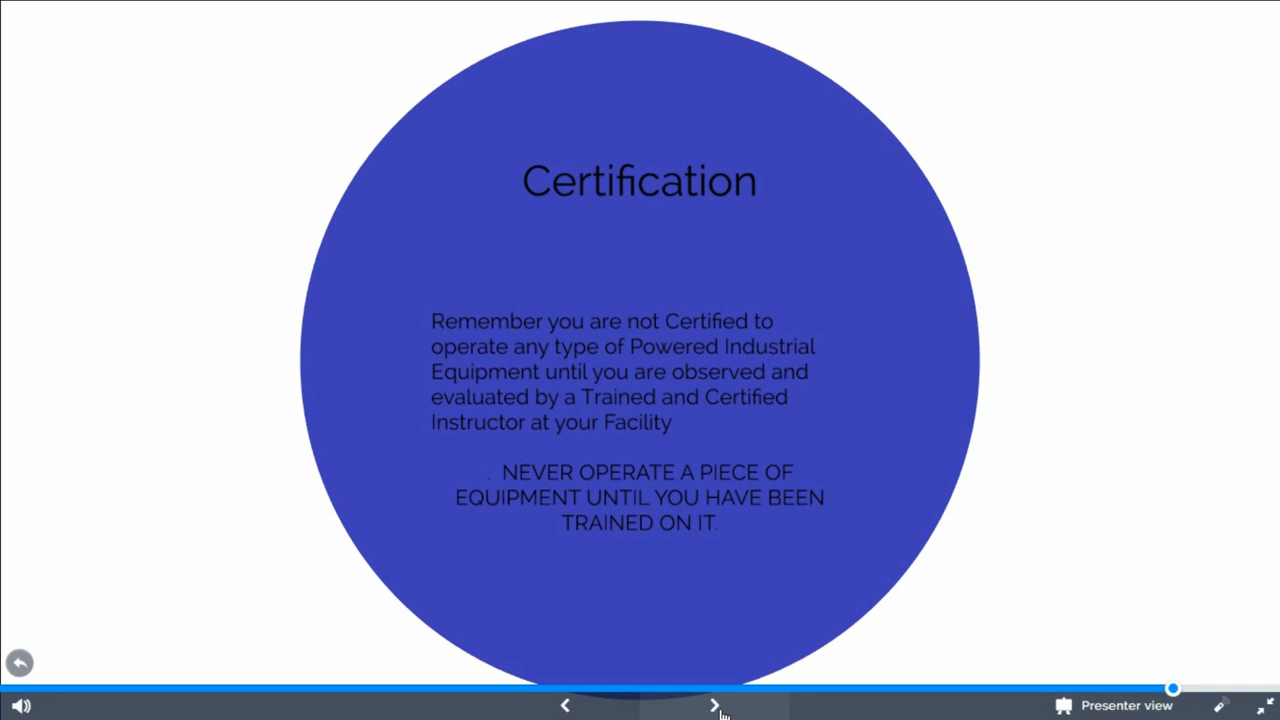 Certification
Remember you are not Certified to
operate any type of Powered Industrial
Equipment until you are observed and
evaluated by a Trained and Certified
Instructor at your Facility
. NEVER OPERATE A PIECE OF
EQUIPMENT UNTIL YOU HAVE BEEN
TRAINED ON IT.
Presenter view